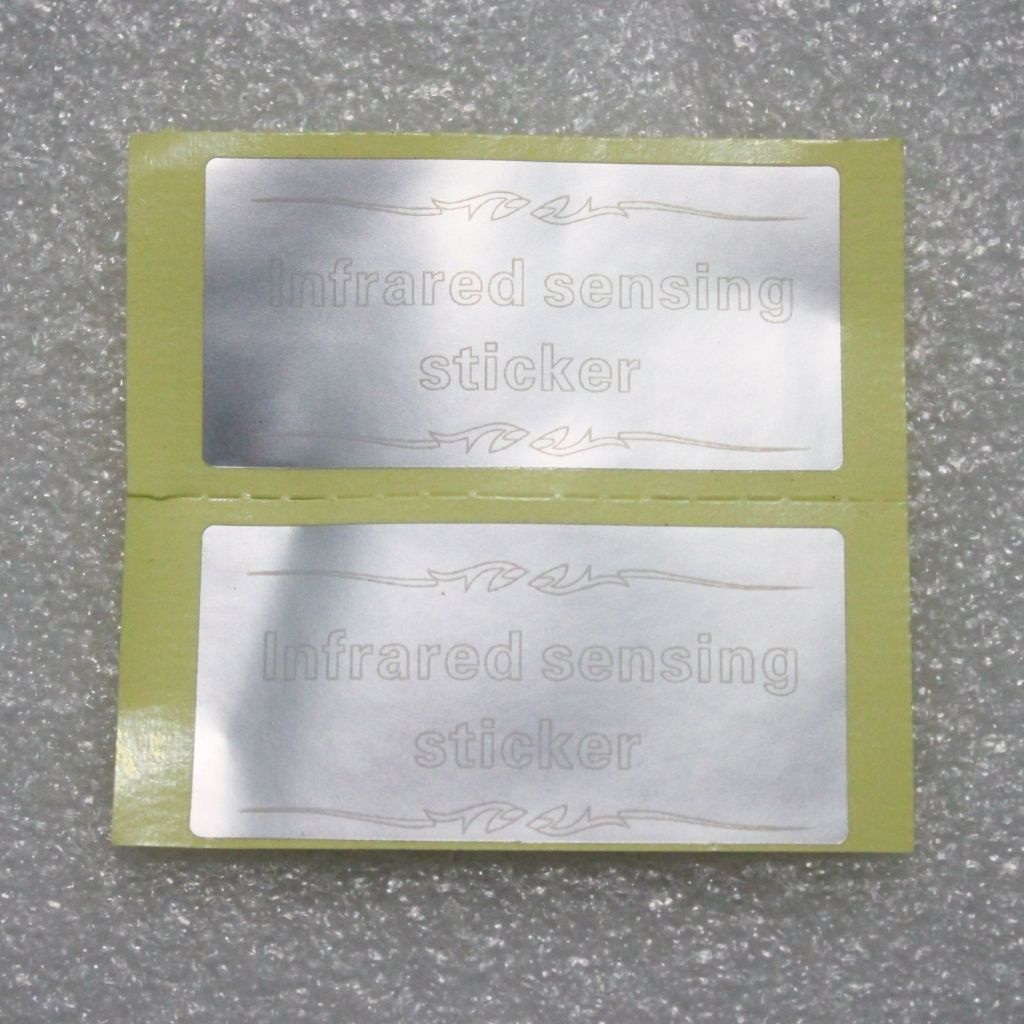 Infrared sensing
sticker
Infrared sensing
sticker